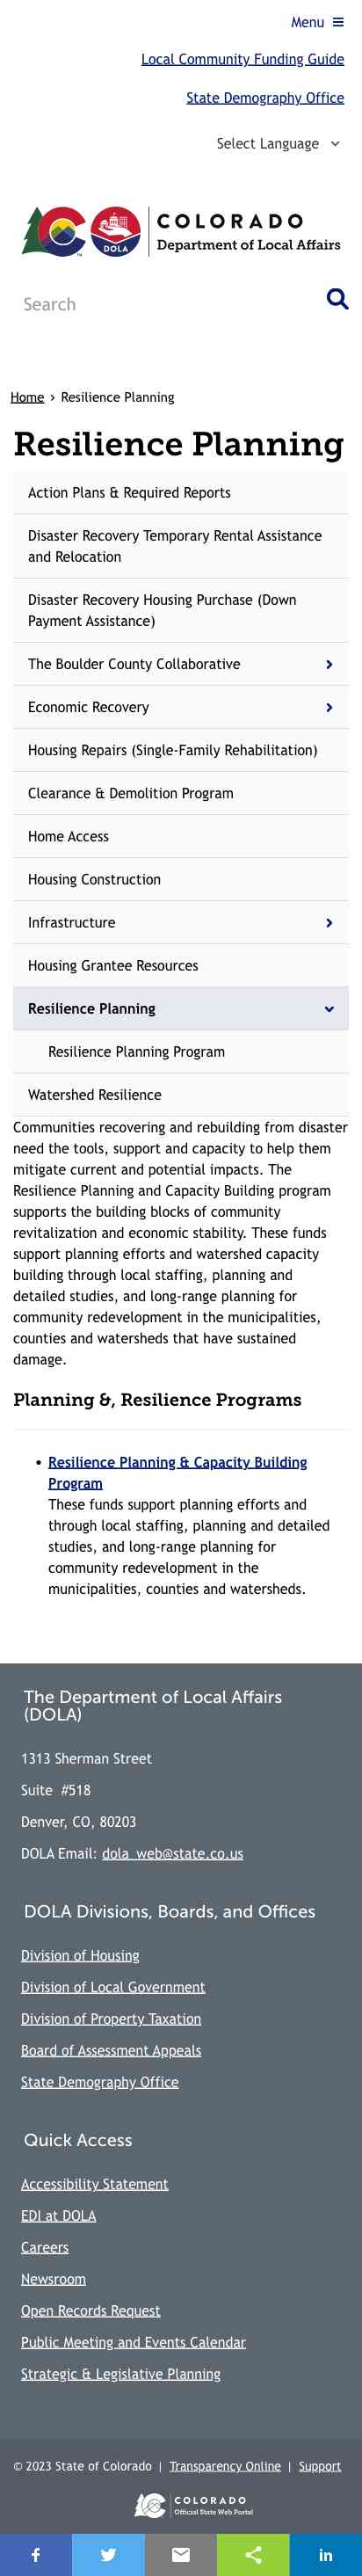 Menu
Local Community Funding Guide
State Demography Office
Select Language
COLORADO
Department of Local Affairs
DOLA
Search
Home › Resilience Planning
Resilience Planning
Action Plans & Required Reports
Disaster Recovery Temporary Rental Assistance
and Relocation
Disaster Recovery Housing Purchase (Down
Payment Assistance)
The Boulder County Collaborative
Economic Recovery
Housing Repairs (Single-Family Rehabilitation)
Clearance & Demolition Program
Home Access
Housing Construction
Infrastructure
Housing Grantee Resources
Resilience Planning
Resilience Planning Program
Watershed Resilience
Communities recovering and rebuilding from disaster
need the tools, support and capacity to help them
mitigate current and potential impacts. The
Resilience Planning and Capacity Building program
supports the building blocks of community
revitalization and economic stability. These funds
support planning efforts and watershed capacity
building through local staffing, planning and
detailed studies, and long-range planning for
community redevelopment in the municipalities,
counties and watersheds that have sustained
damage.
Planning &, Resilience Programs
• Resilience Planning & Capacity Building
Program
These funds support planning efforts and
through local staffing, planning and detailed
studies, and long-range planning for
community redevelopment in the
municipalities, counties and watersheds.
The Department of Local Affairs
(DOLA)
1313 Sherman Street
Suite #518
Denver, CO, 80203
DOLA Email: dola_web@state.co.us
DOLA Divisions, Boards, and Offices
Division of Housing
Division of Local Government
Division of Property Taxation
Board of Assessment Appeals
State Demography Office
Quick Access
Accessibility Statement
EDI at DOLA
Careers
Newsroom
Open Records Request
Public Meeting and Events Calendar
Strategic & Legislative Planning
© 2023 State of Colorado | Transparency Online | Support
COLORADO
Official State Web Portal